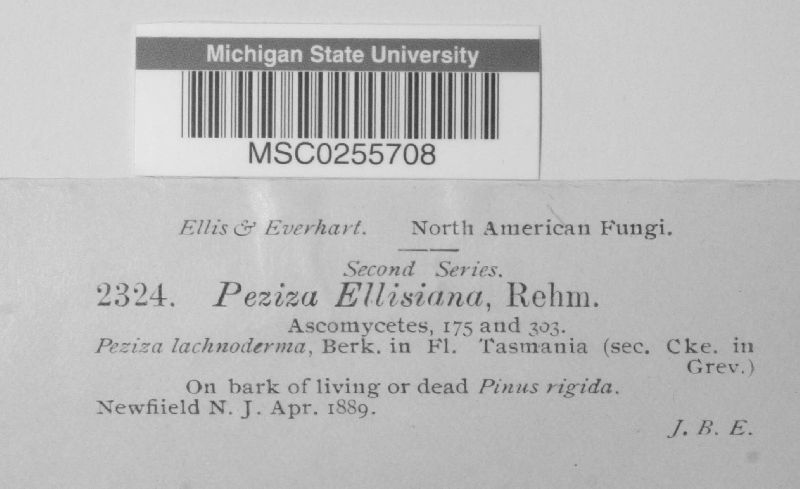 Michigan State University
MSC0255708
Ellis & Everhart. North American Fungi.
Second Series.
2324. Peziza Ellisiana, Rehm.
Ascomycetes, 175 and 303.
Peziza lachnoderma, Berk. in Fl. Tasmania (sec. Cke. in
Grev.)
On bark of living or dead Pinus rigida.
Newfiield N. J. Apr. 1889.
J. B. E.